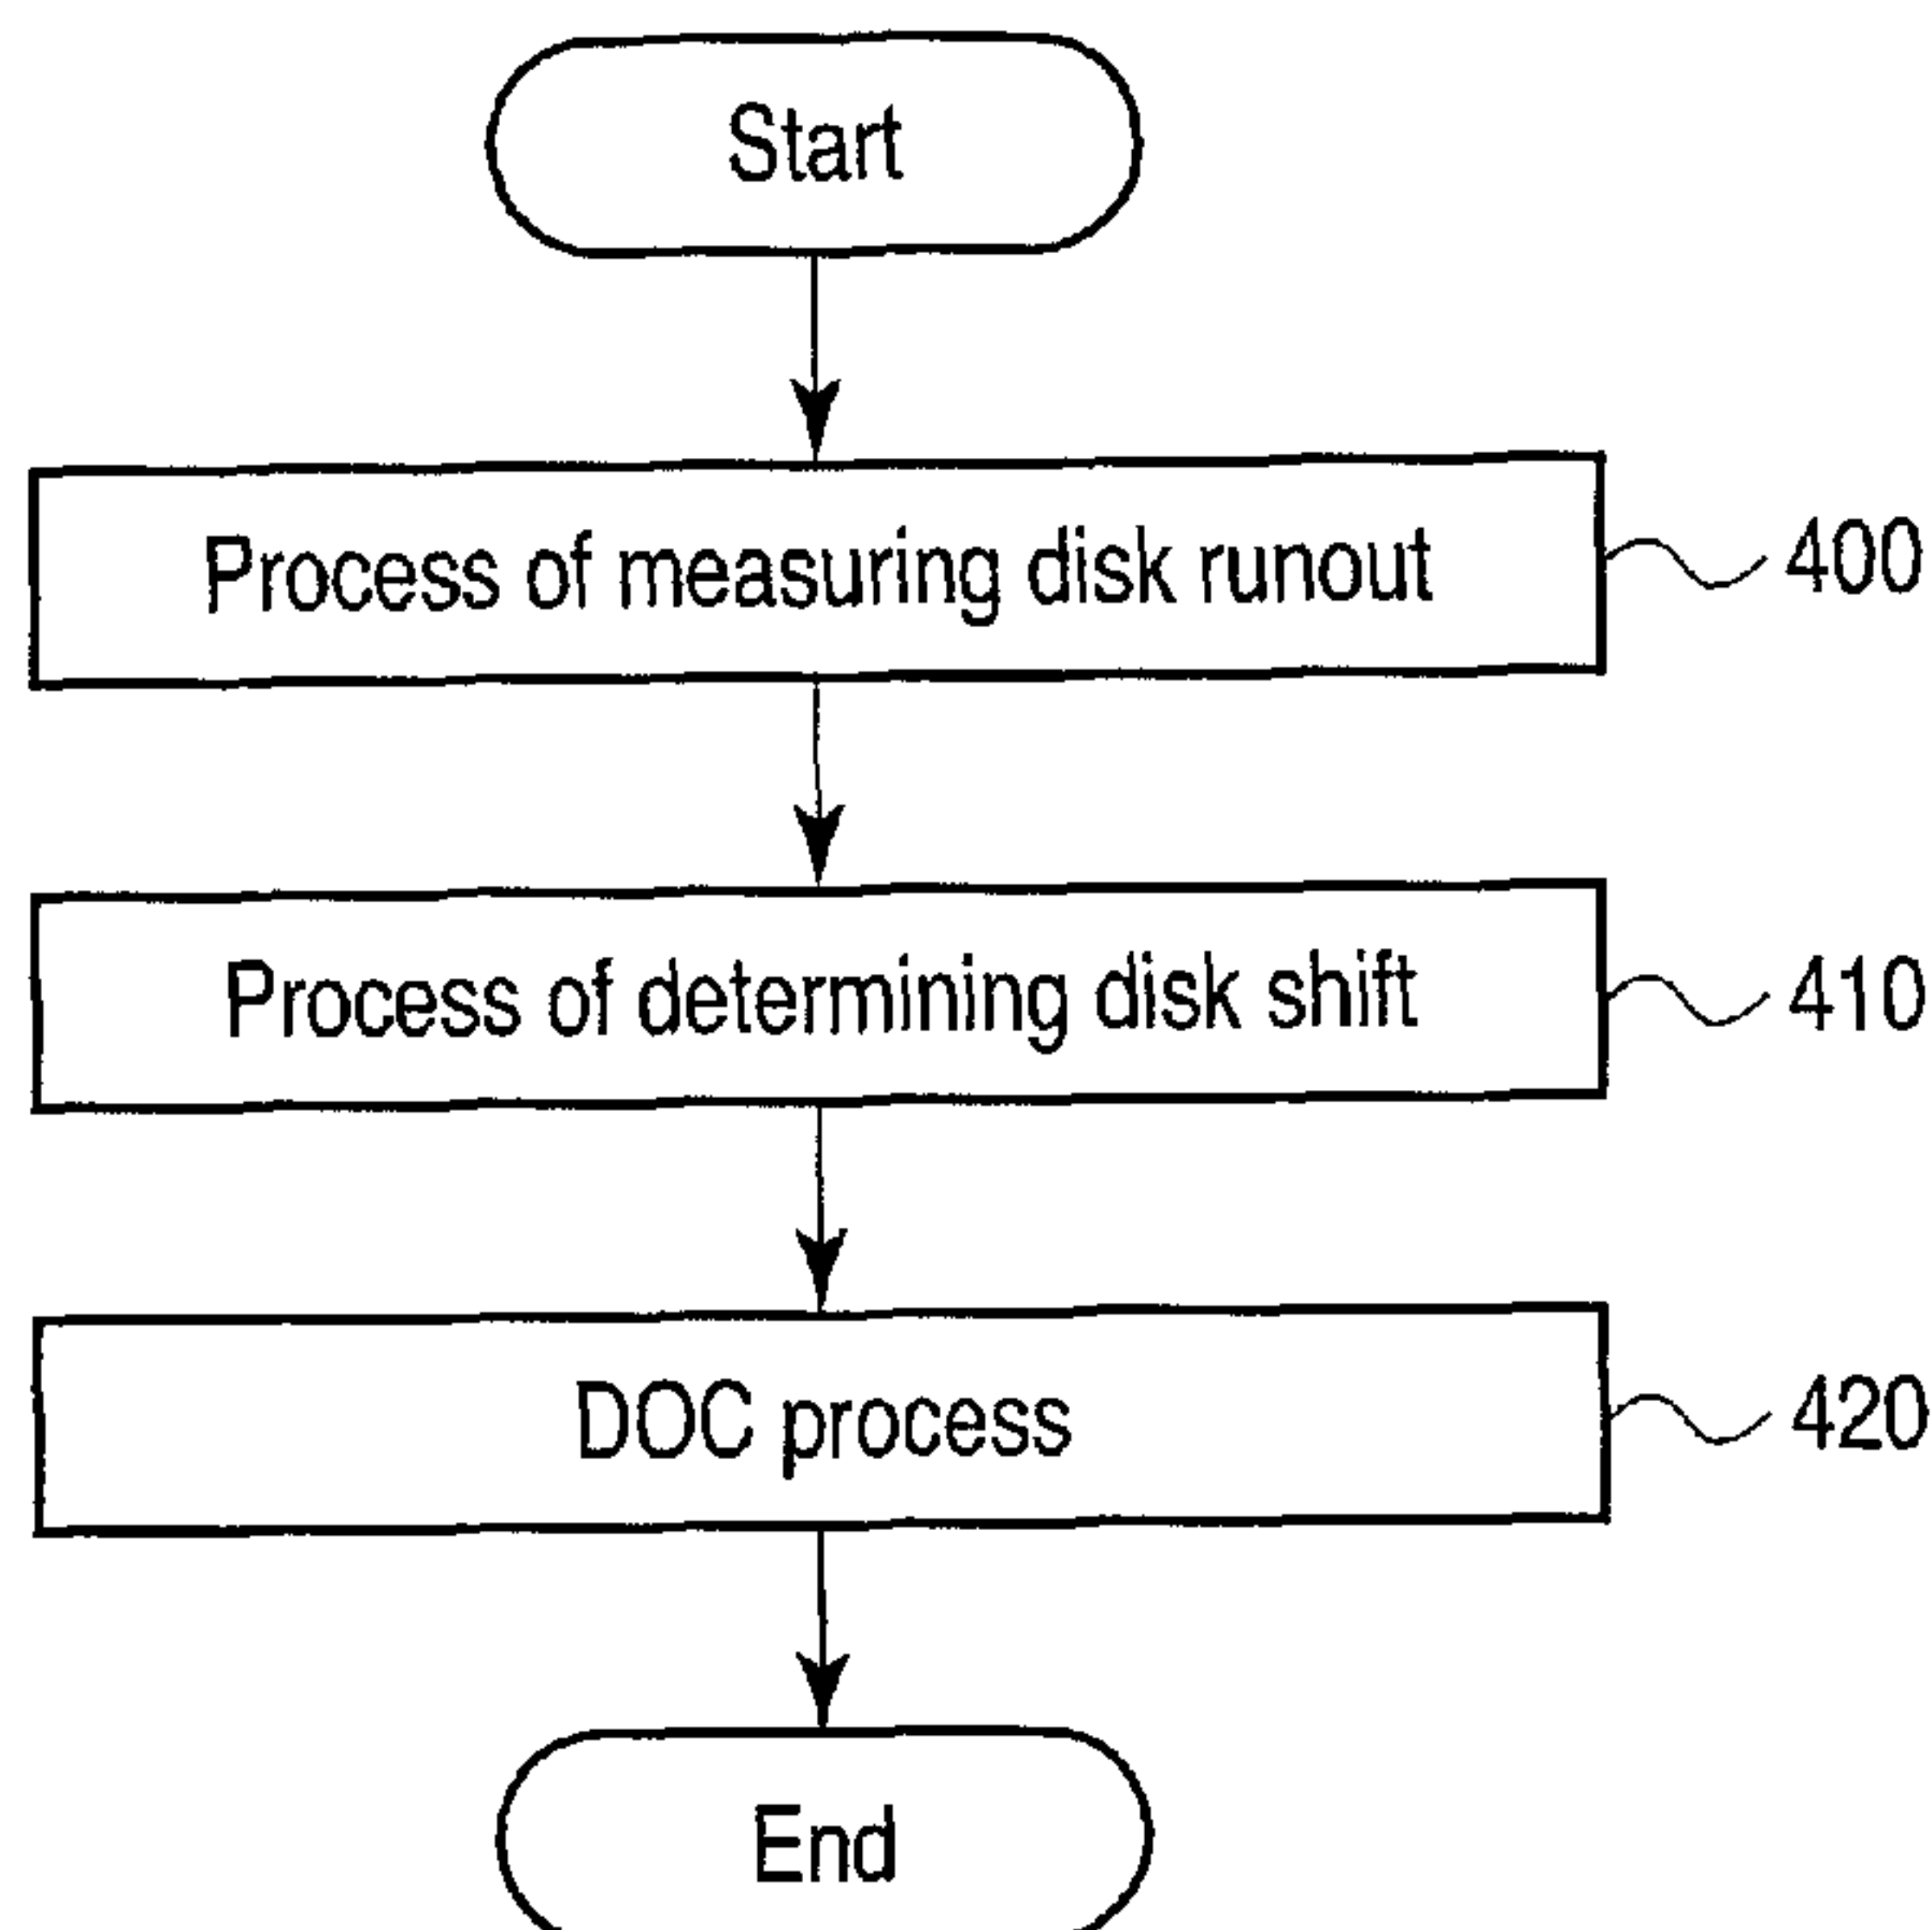 Start
Process of measuring disk runout
400
Process of determining disk shift
410
DOC process
420
End